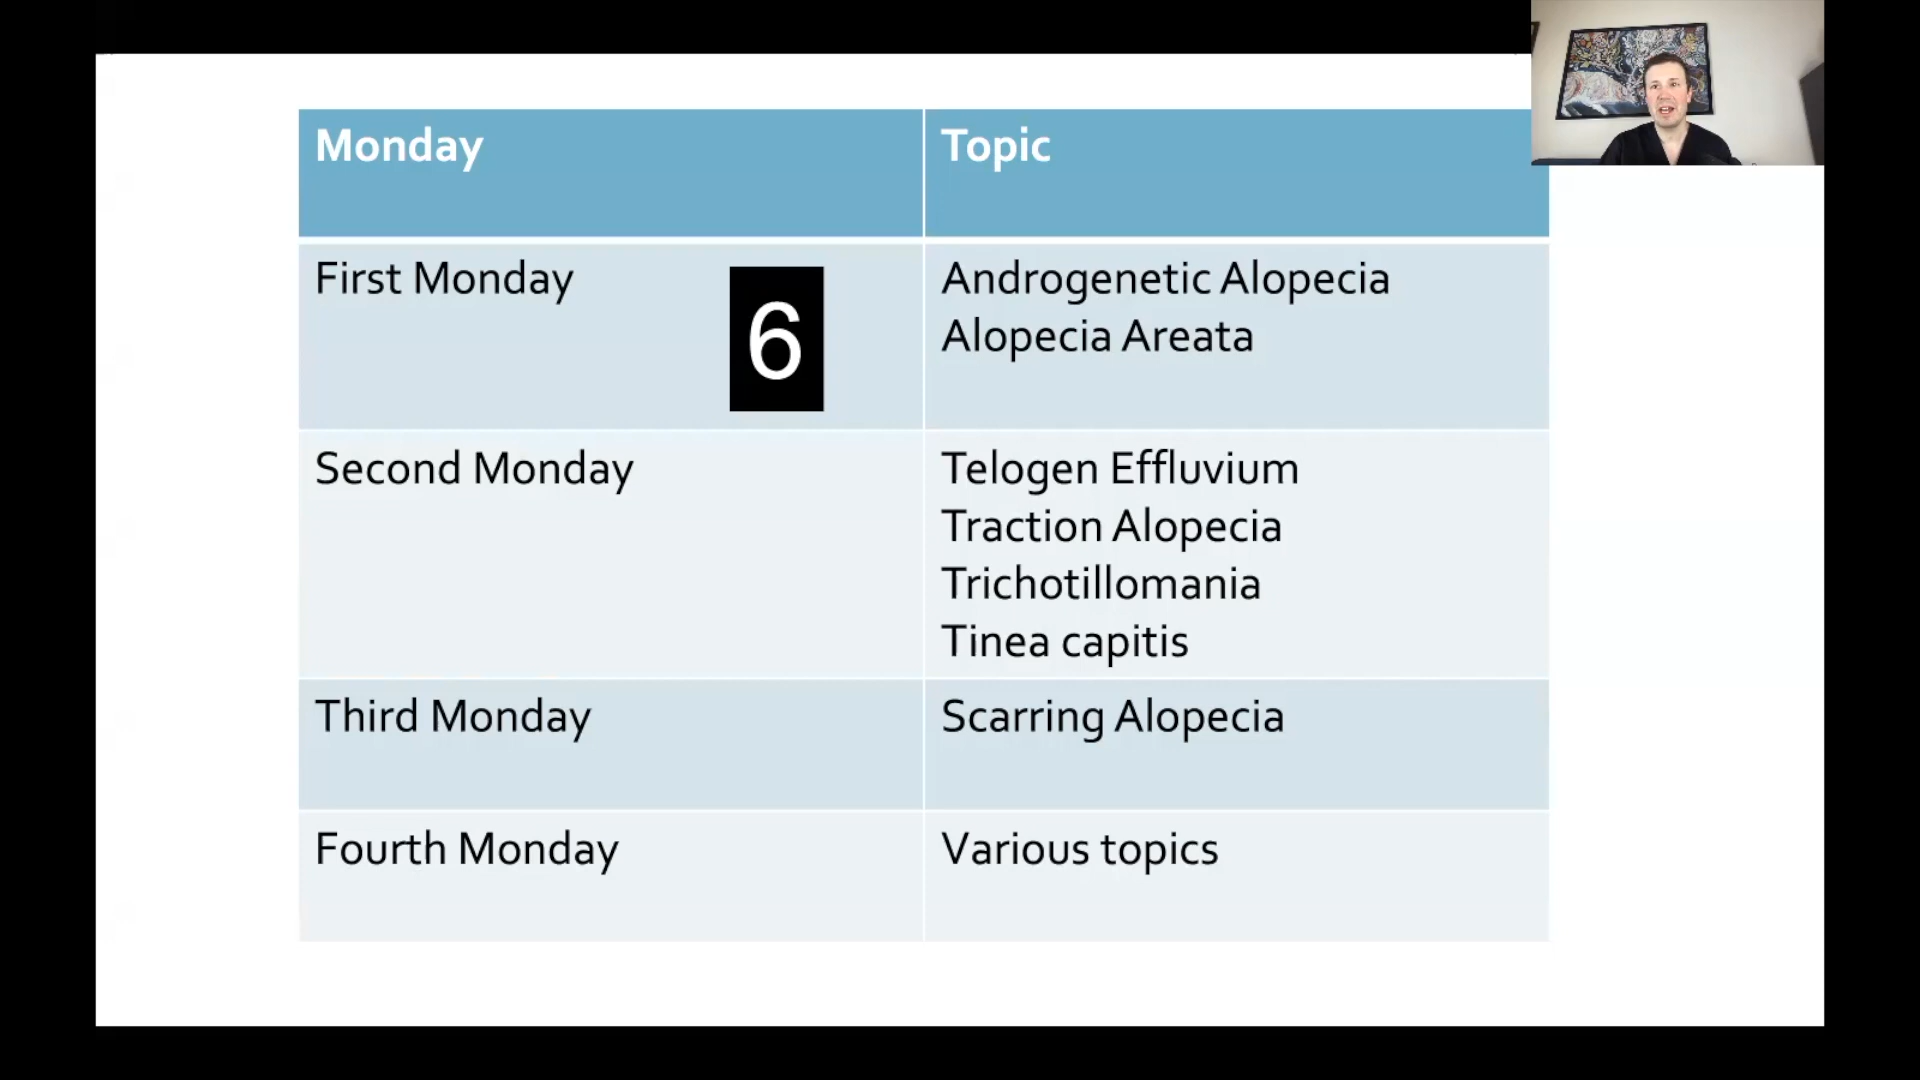 Monday
Topic
First Monday
6
Androgenetic Alopecia
Alopecia Areata
Second Monday
Telogen Effluvium
Traction Alopecia
Trichotillomania
Tinea capitis
Third Monday
Scarring Alopecia
Fourth Monday
Various topics